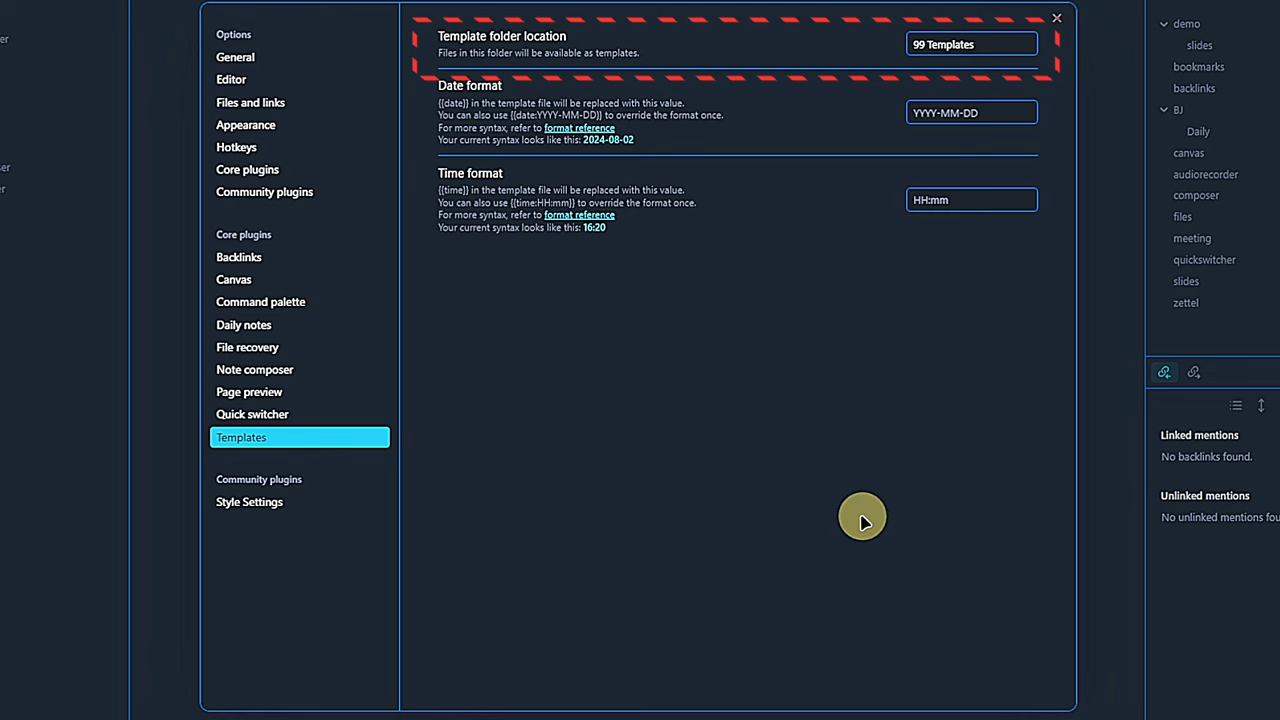 Options
General
Editor
Files and links
Appearance
Hotkeys
Core plugins
Community plugins
Core plugins
Backlinks
Canvas
Command palette
Daily notes
File recovery
Note composer
Page preview
Quick switcher
Templates
Community plugins
Style Settings
Template folder location
Files in this folder will be available as templates.
99 Templates
Date format
{{date}} in the template file will be replaced with this value.
You can also use {{date:YYYY-MM-DD}} to override the format once.
For more syntax, refer to format reference
Your current syntax looks like this: 2024-08-02
YYYY-MM-DD
Time format
{{time}} in the template file will be replaced with this value.
You can also use {{time:HH:mm}} to override the format once.
For more syntax, refer to format reference
Your current syntax looks like this: 16:20
HH:mm
demo
slides
bookmarks
backlinks
BJ
Daily
canvas
audiorecorder
composer
files
meeting
quickswitcher
slides
zettel
Linked mentions
No backlinks found.
Unlinked mentions
No unlinked mentions fou